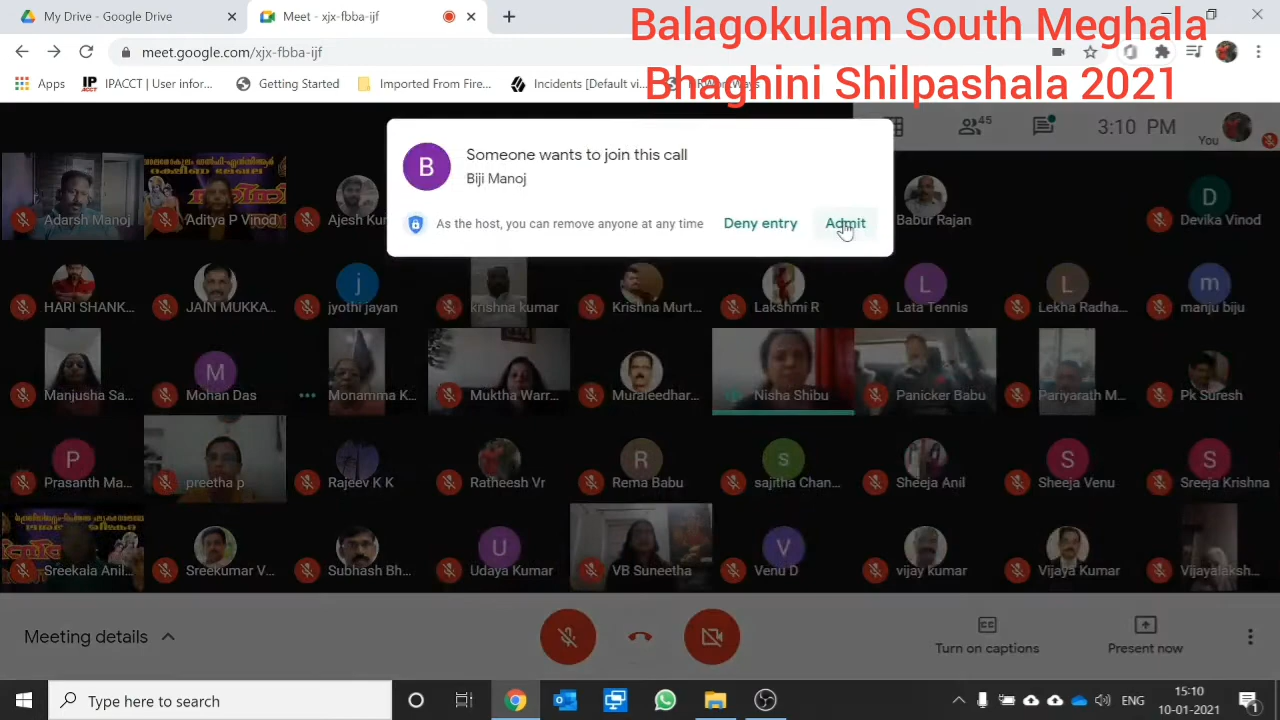 My Drive - Google Drive
Meet - xjx-fbba-ijf
Balagokulam South Meghala
meet.google.com/xjx-fbba-ijf
Apps
IPACCT | User infor...
Getting Started
Imported From Fire...
Incidents [Default vi...
Bhaghini Shilpashala 2021
45
3:10 PM
You
B
Someone wants to join this call
Biji Manoj
As the host, you can remove anyone at any time
Deny entry
Admit
Adarsh Manoj
Aditya P Vinod
Ajesh Kur
Babur Rajan
D
Devika Vinod
HARI SHANK...
JAIN MUKKA...
j
jyothi jayan
krishna kumar
Krishna Murt...
Lakshmi R
L
Lata Tennis
L
Lekha Radha...
m
manju biju
Manjusha Sa...
M
Mohan Das
Monamma K...
Muktha Warr...
Muraleedhar...
Nisha Shibu
Panicker Babu
Pariyarath M...
Pk Suresh
P
Prasanth Ma...
preetha p
Rajeev K K
Ratheesh Vr
R
Rema Babu
s
sajitha Chan...
Sheeja Anil
S
Sheeja Venu
S
Sreeja Krishna
Sreekala Anil...
Sreekumar V...
Subhash Bh...
U
Udaya Kumar
VB Suneetha
V
Venu D
vijay kumar
Vijaya Kumar
Vijayalaksh...
Meeting details
CC
Turn on captions
Present now
Type here to search
ENG
15:10
10-01-2021
1